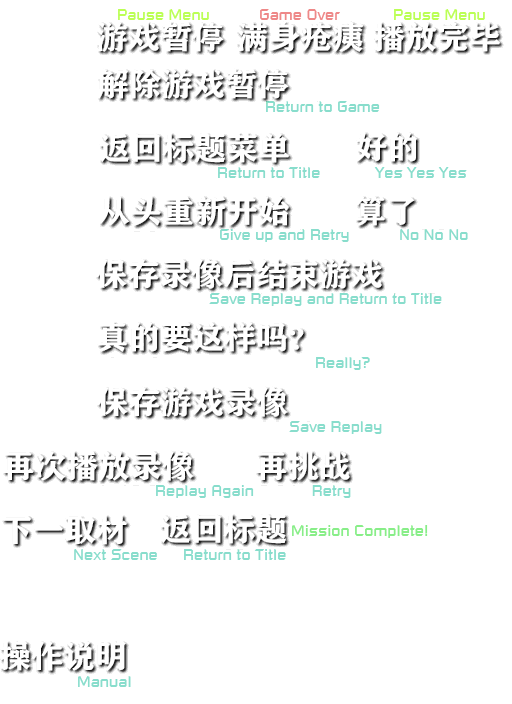 Pause Menu Game Over Pause Menu
游戏暂停 满身疮痍 播放完毕
解除游戏暂停
Return to Game
返回标题菜单 好的
Return to Title Yes Yes Yes
从头重新开始 算了
Give up and Retry No No No
保存录像后结束游戏
Save Replay and Return to Title
真的要这样吗?
Really?
保存游戏录像
Save Replay
再次播放录像 再挑战
Replay Again Retry
下一取材 返回标题 Mission Complete!
Next Scene Return to Title
操作说明
Manual